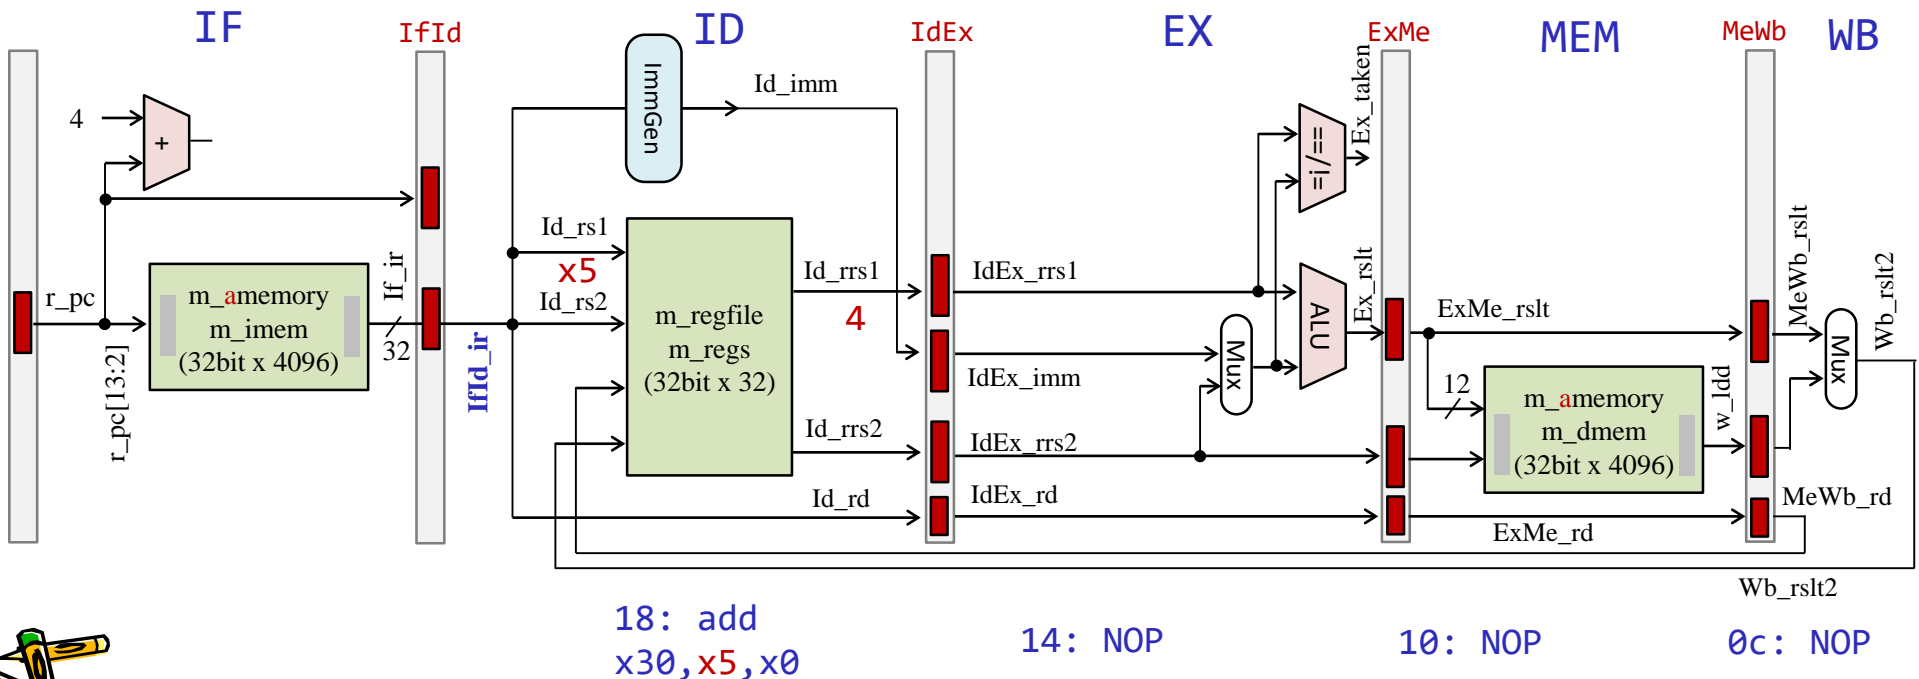 IF
IfId
ID
IdEx
EX
ExMe
MEM
MeWb
WB
4
+
ImmGen
Id_imm
==/!=
Ex_taken
Id_rs1
x5
Id_rs2
m_regfile
m_regs
(32bit x 32)
Id_rrs1
4
Id_rrs2
Id_rd
r_pc
r_pc[13:2]
m_amemory
m_imem
(32bit x 4096)
If_ir
32
IfId_ir
IdEx_rrs1
IdEx_imm
IdEx_rrs2
IdEx_rd
Mux
ALU
Ex_rslt
ExMe_rslt
12
m_amemory
m_dmem
(32bit x 4096)
w_ldd
ExMe_rd
MeWb_rslt
Mux
Wb_rslt2
MeWb_rd
Wb_rslt2
18: add
x30,x5,x0
14: NOP
10: NOP
0c: NOP